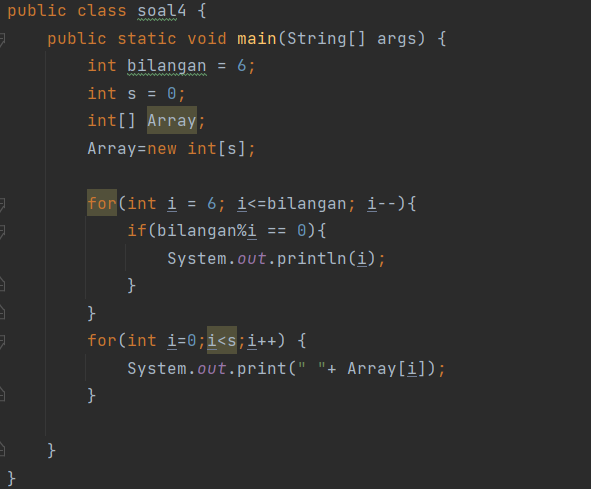 public class soal4 {
    public static void main(String[] args) {
        int bilangan = 6;
        int s = 0;
        int[] Array;
        Array=new int[s];
        for(int i = 6; i<=bilangan; i--){
            if(bilangan%i == 0){
                System.out.println(i);
            }
        }
        for(int i=0;i<s;i++) {
            System.out.print(" "+ Array[i]);
        }
    }
}